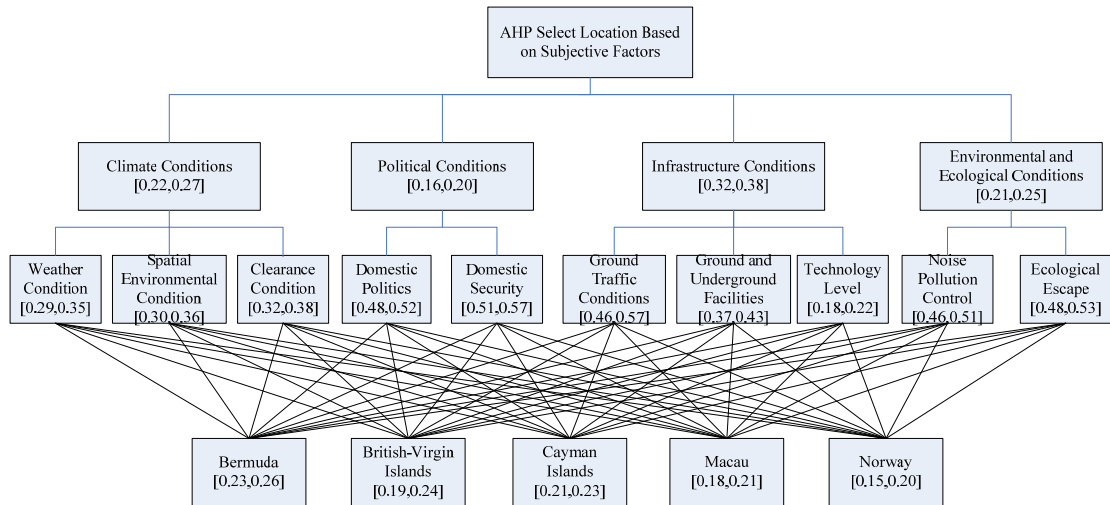 AHP Select Location Based
on Subjective Factors
Climate Conditions
[0.22,0.27]
Political Conditions
[0.16,0.20]
Infrastructure Conditions
[0.32,0.38]
Environmental and
Ecological Conditions
[0.21,0.25]
Weather
Condition
[0.29,0.35]
Spatial
Environmental
Condition
[0.30,0.36]
Clearance
Condition
[0.32,0.38]
Domestic
Politics
[0.48,0.52]
Domestic
Security
[0.51,0.57]
Ground
Traffic
Conditions
[0.46,0.57]
Ground and
Underground
Facilities
[0.37,0.43]
Technology
Level
[0.18,0.22]
Noise
Pollution
Control
[0.46,0.51]
Ecological
Escape
[0.48,0.53]
Bermuda
[0.23,0.26]
British-Virgin
Islands
[0.19,0.24]
Cayman
Islands
[0.21,0.23]
Macau
[0.18,0.21]
Norway
[0.15,0.20]